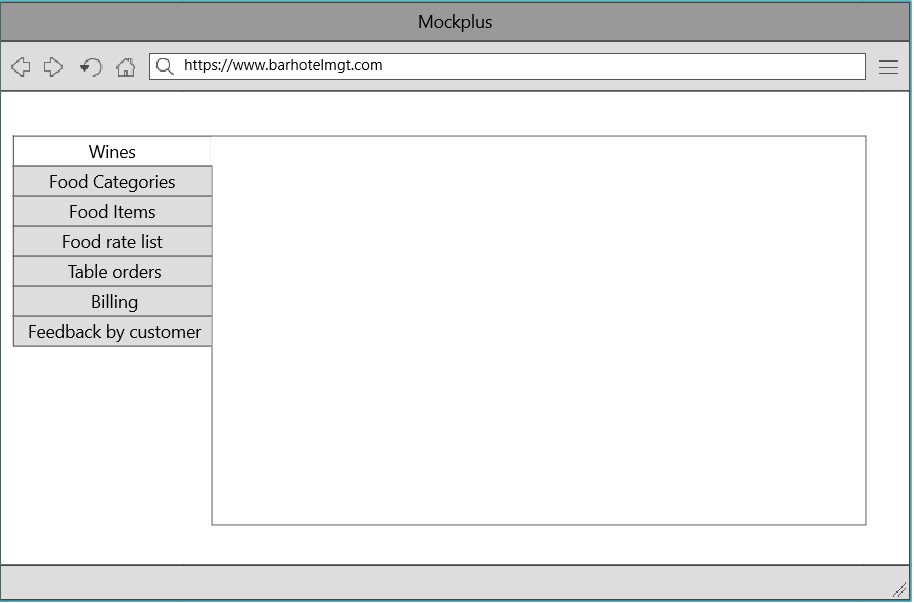 Mockplus
https://www.barhotelmgt.com
Wines
Food Categories
Food Items
Food rate list
Table orders
Billing
Feedback by customer